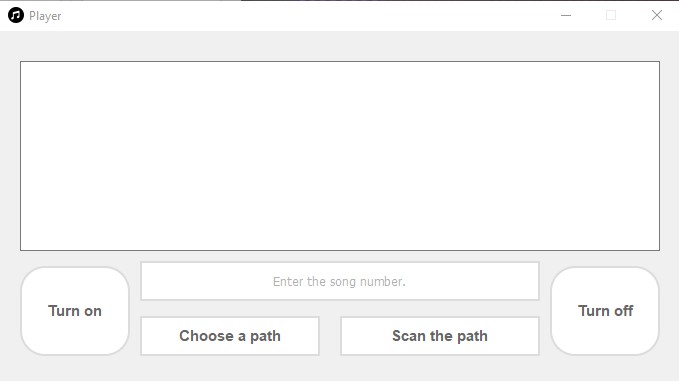 Player
Enter the song number.
Turn on
Turn off
Choose a path
Scan the path